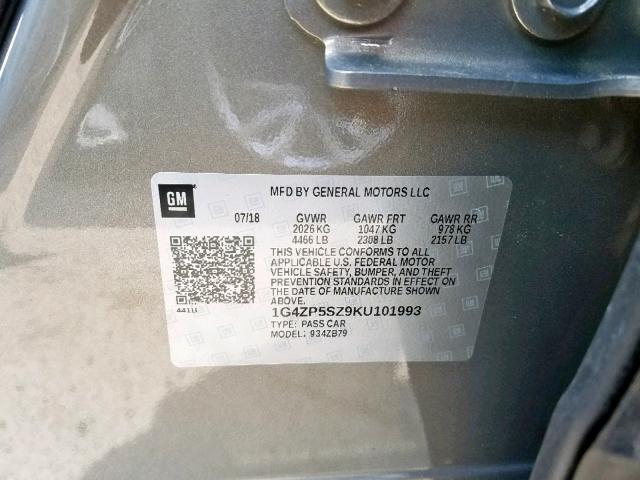 GM
MFD BY GENERAL MOTORS LLC
07/18 GVWR GAWR FRT GAWR RR
2026 KG 1047 KG 978 KG
4466 LB 2308 LB 2157 LB
THIS VEHICLE CONFORMS TO ALL
APPLICABLE U.S. FEDERAL MOTOR
VEHICLE SAFETY, BUMPER, AND THEFT
PREVENTION STANDARDS IN EFFECT ON
THE DATE OF MANUFACTURE SHOWN
ABOVE.
1G4ZP5SZ9KU101993
TYPE: PASS CAR
MODEL: 934ZB79